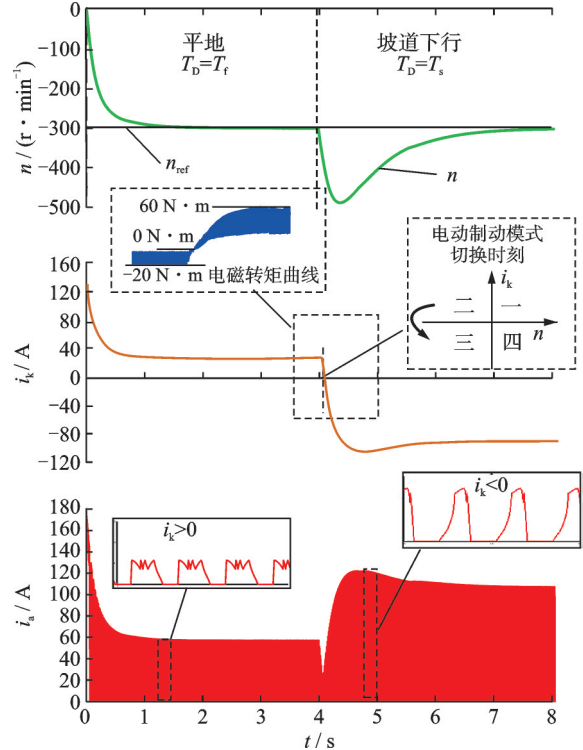 0
−100
−200
−300
−400
−500
n / (r · min⁻¹)
平地
T_D=T_f
坡道下行
T_D=T_s
n_ref
n
60 N·m
0 N·m
−20 N·m 电磁转矩曲线
电动制动模式
切换时刻
i_k
二 一
n
三 四
160
120
80
40
0
−40
−80
−120
i_k / A
180
160
140
120
100
80
60
40
20
0
i_a / A
i_k>0
i_k<0
0 1 2 3 4 5 6 7 8
t / s